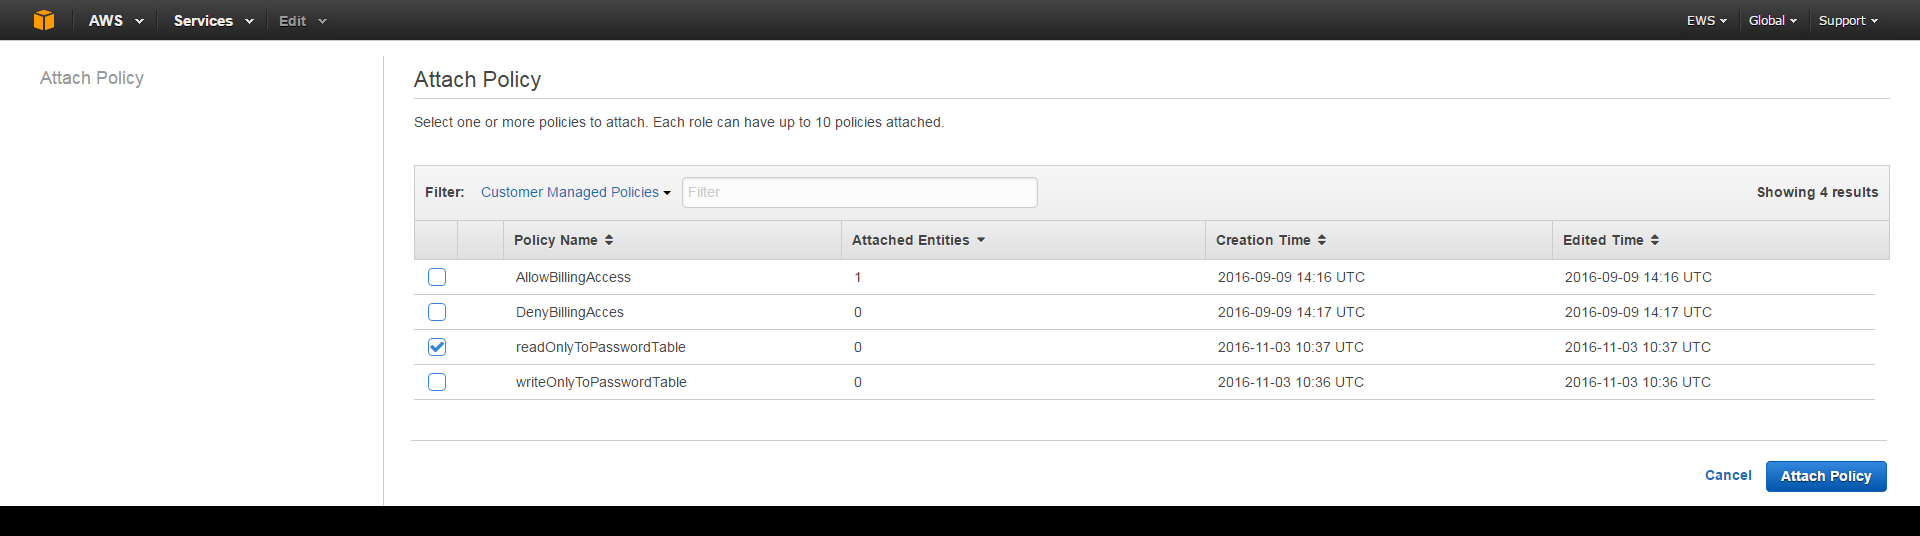 AWS Services Edit EWS Global Support
Attach Policy
Attach Policy
Select one or more policies to attach. Each role can have up to 10 policies attached.
Filter: Customer Managed Policies Filter Showing 4 results
Policy Name Attached Entities Creation Time Edited Time
AllowBillingAccess 1 2016-09-09 14:16 UTC 2016-09-09 14:16 UTC
DenyBillingAcces 0 2016-09-09 14:17 UTC 2016-09-09 14:17 UTC
readOnlyToPasswordTable 0 2016-11-03 10:37 UTC 2016-11-03 10:37 UTC
writeOnlyToPasswordTable 0 2016-11-03 10:36 UTC 2016-11-03 10:36 UTC
Cancel Attach Policy